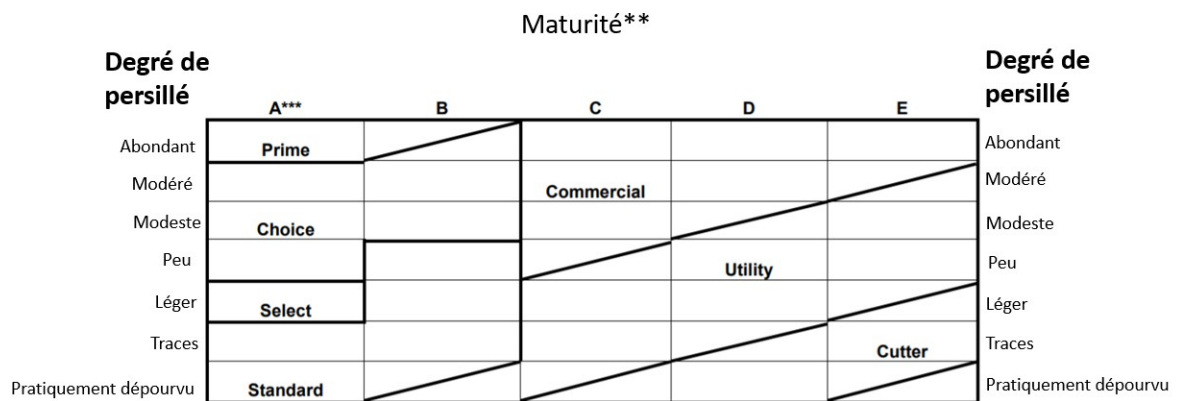 Maturité**
Degré de
persillé
Degré de
persillé
A*** B C D E
Abondant Prime Abondant
Modéré Commercial Modéré
Modeste Choice Modeste
Peu Utility Peu
Léger Select Léger
Traces Cutter Traces
Pratiquement dépourvu Standard Pratiquement dépourvu